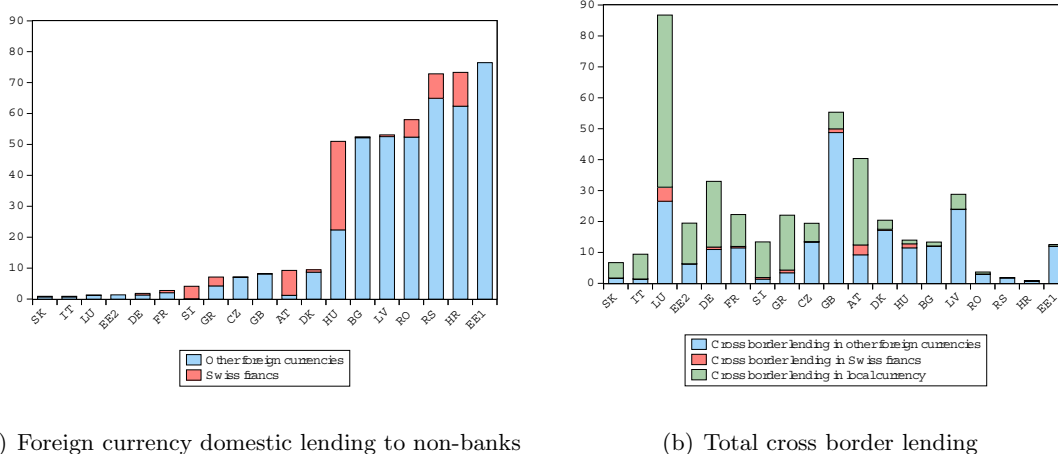 90
80
70
60
50
40
30
20
10
0
SK IT LU EE2 DE FR SI GR CZ GB AT DK HU BG LV RO RS HR EE1
Other foreign currencies
Swiss francs
) Foreign currency domestic lending to non-banks
90
80
70
60
50
40
30
20
10
0
SK IT LU EE2 DE FR SI GR CZ GB AT DK HU BG LV RO RS HR EE1
Cross border lending in other foreign currencies
Cross border lending in Swiss francs
Cross border lending in local currency
(b) Total cross border lending